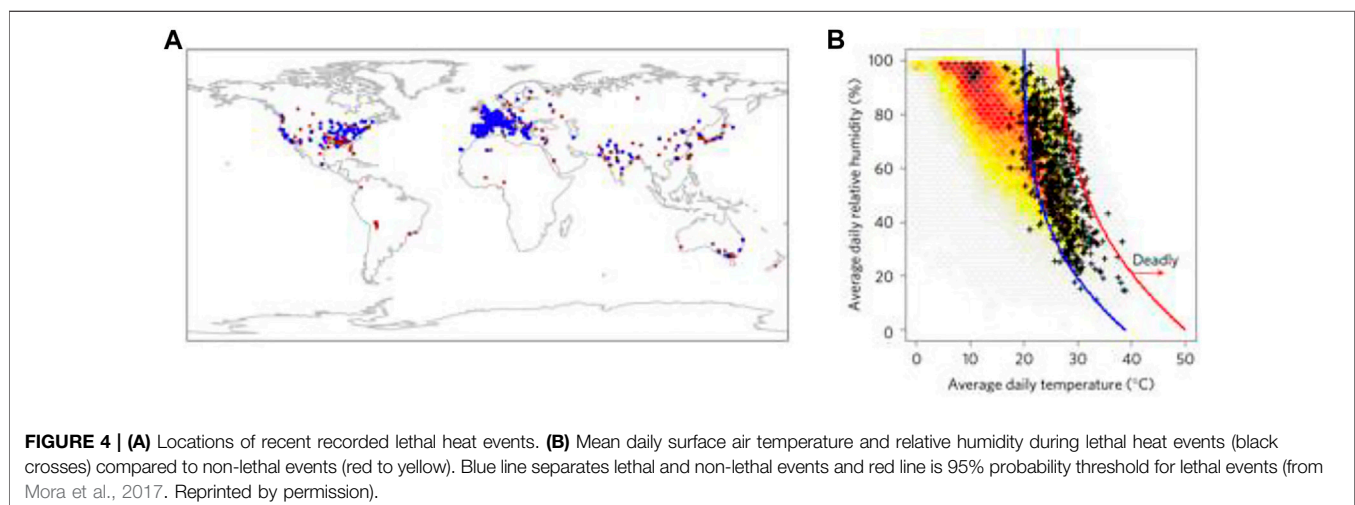 A
B
Average daily relative humidity (%)
100
80
60
40
20
0
Deadly
0 10 20 30 40 50
Average daily temperature (°C)
FIGURE 4 | (A) Locations of recent recorded lethal heat events. (B) Mean daily surface air temperature and relative humidity during lethal heat events (black
crosses) compared to non-lethal events (red to yellow). Blue line separates lethal and non-lethal events and red line is 95% probability threshold for lethal events (from
Mora et al., 2017. Reprinted by permission).